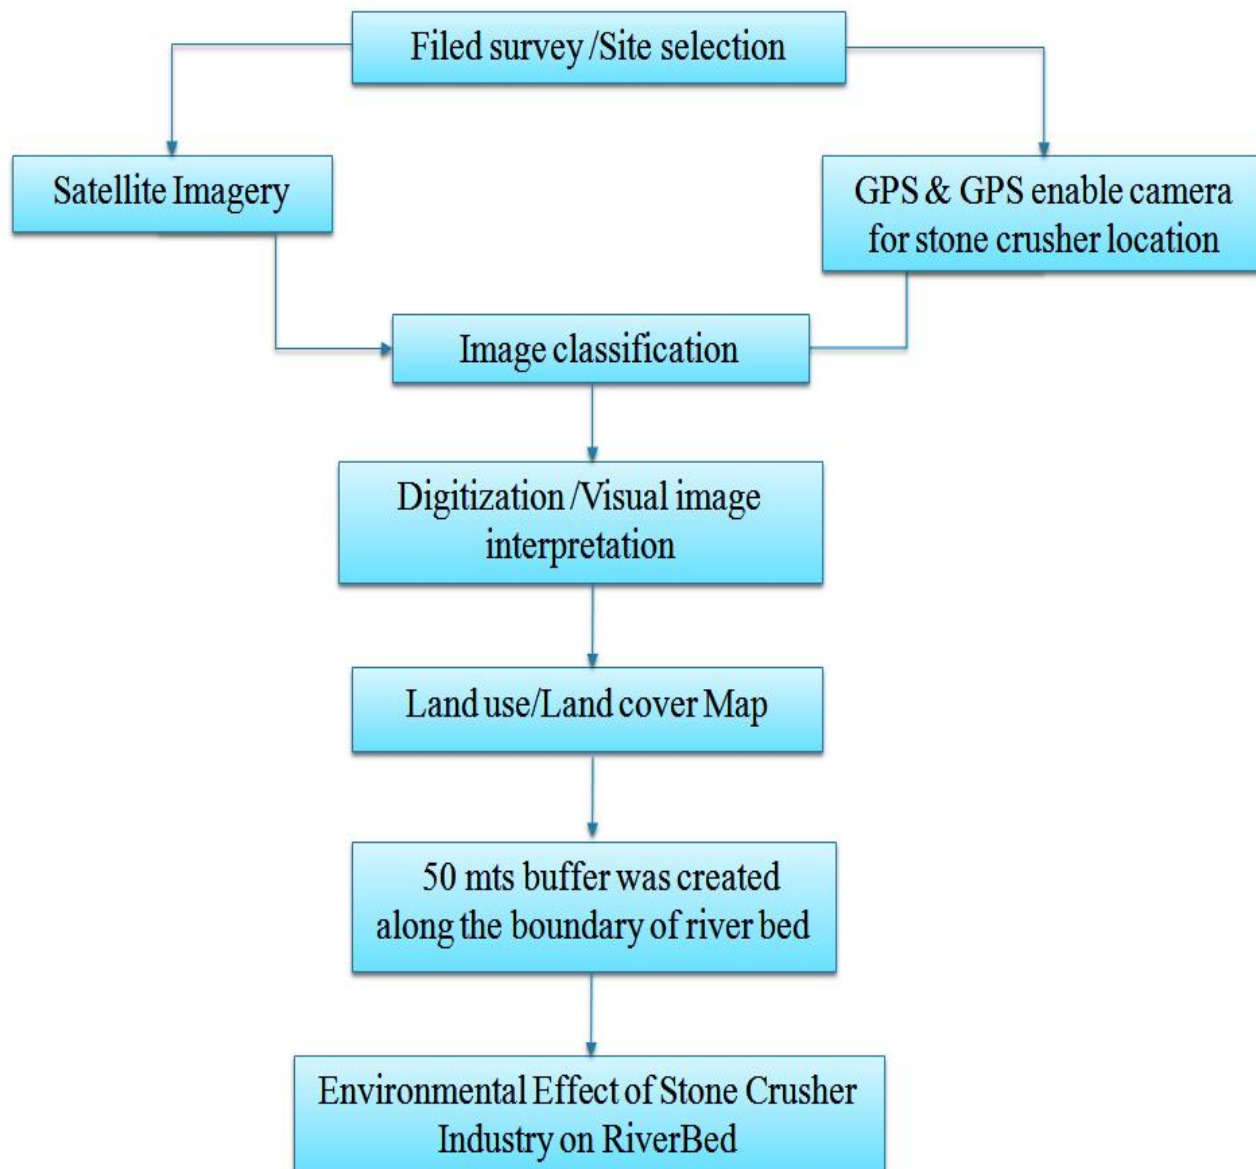 Filed survey /Site selection
Satellite Imagery
GPS & GPS enable camera
for stone crusher location
Image classification
Digitization /Visual image
interpretation
Land use/Land cover Map
50 mts buffer was created
along the boundary of river bed
Environmental Effect of Stone Crusher
Industry on RiverBed